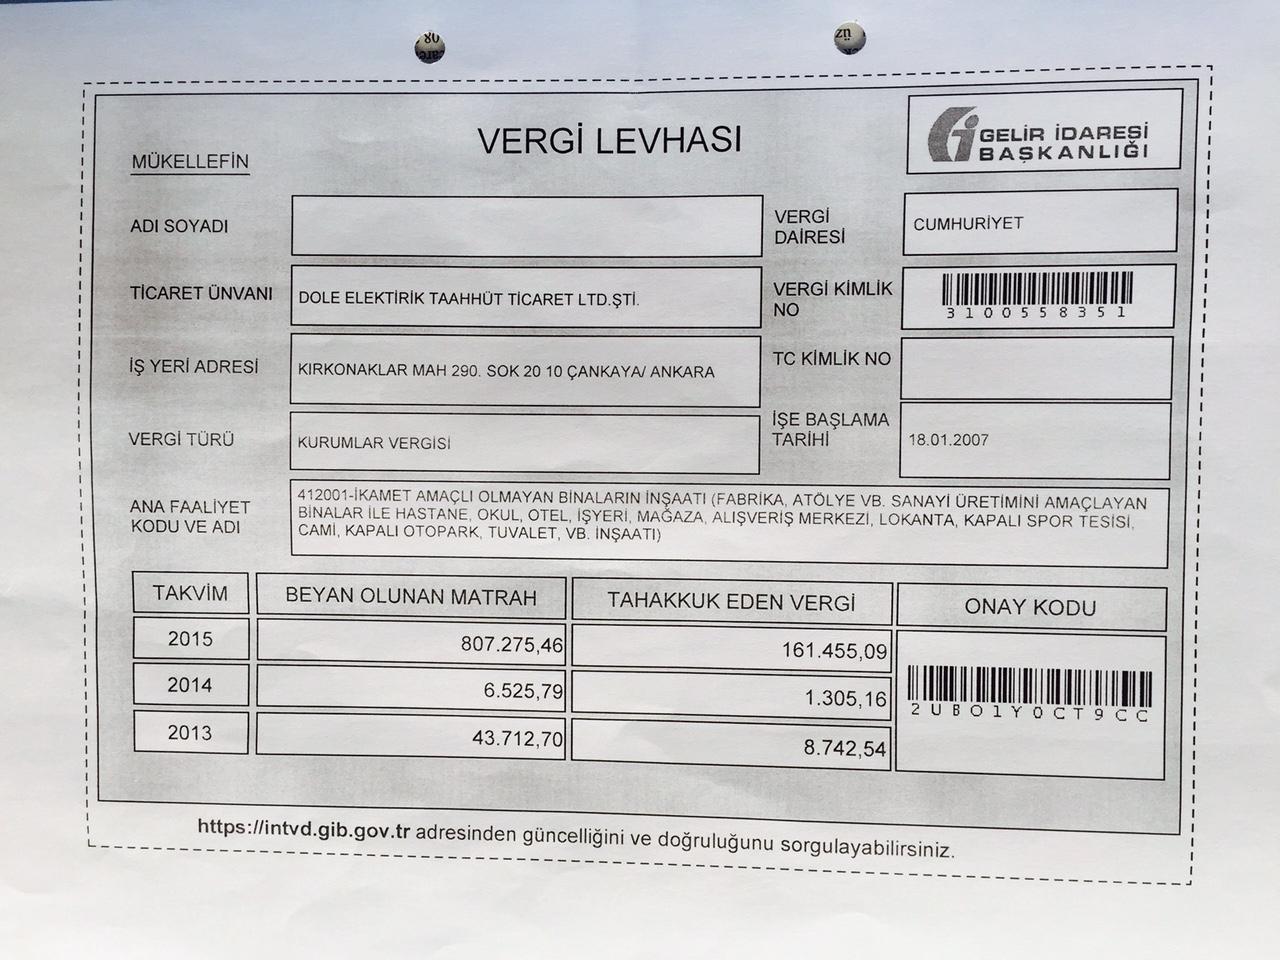 VERGİ LEVHASI
GELİR İDARESİ
BAŞKANLIĞI
MÜKELLEFİN
ADI SOYADI
VERGİ
DAİRESİ
CUMHURİYET
TİCARET ÜNVANI
DOLE ELEKTİRİK TAAHHÜT TİCARET LTD.ŞTİ.
VERGİ KİMLİK
NO
3100558351
İŞ YERİ ADRESİ
KIRKONAKLAR MAH 290. SOK 20 10 ÇANKAYA/ ANKARA
TC KİMLİK NO
VERGİ TÜRÜ
KURUMLAR VERGİSİ
İŞE BAŞLAMA
TARİHİ
18.01.2007
ANA FAALİYET
KODU VE ADI
412001-İKAMET AMAÇLI OLMAYAN BİNALARIN İNŞAATI (FABRİKA, ATÖLYE VB. SANAYİ ÜRETİMİNİ AMAÇLAYAN
BİNALAR İLE HASTANE, OKUL, OTEL, İŞYERİ, MAĞAZA, ALIŞVERİŞ MERKEZİ, LOKANTA, KAPALI SPOR TESİSİ,
CAMİ, KAPALI OTOPARK, TUVALET, VB. İNŞAATI)
TAKVİM BEYAN OLUNAN MATRAH TAHAKKUK EDEN VERGİ ONAY KODU
2015 807.275,46 161.455,09
2014 6.525,79 1.305,16
2UBO1Y0CT9CC
2013 43.712,70 8.742,54
https://intvd.gib.gov.tr adresinden güncelliğini ve doğruluğunu sorgulayabilirsiniz.